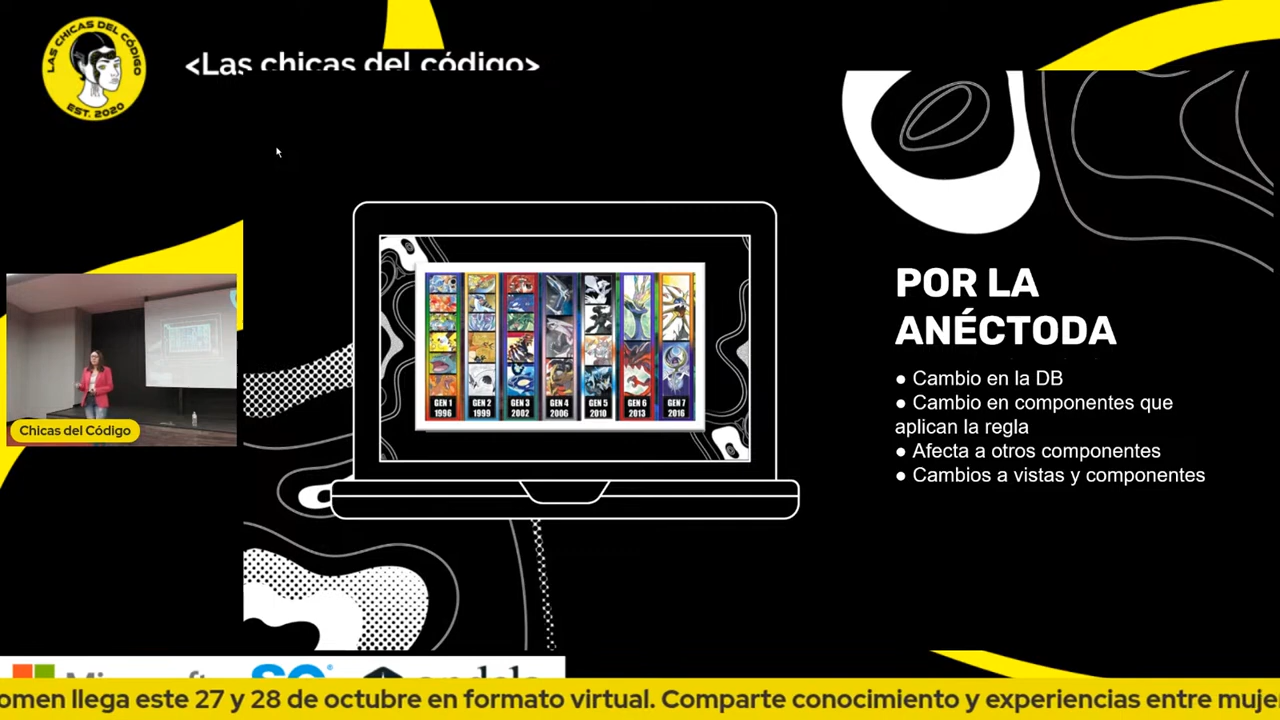 LAS CHICAS DEL CÓDIGO
EST. 2020
<Las chicas del código>
GEN 1
1996
GEN 2
1999
GEN 3
2002
GEN 4
2006
GEN 5
2010
GEN 6
2013
GEN 7
2016
POR LA
ANÉCTODA
● Cambio en la DB
● Cambio en componentes que
aplican la regla
● Afecta a otros componentes
● Cambios a vistas y componentes
Chicas del Código
Microsoft
omen llega este 27 y 28 de octubre en formato virtual. Comparte conocimiento y experiencias entre muje